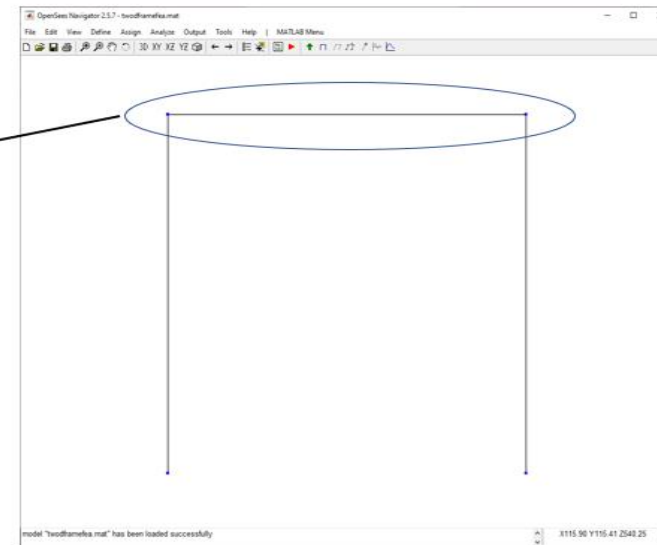 OpenSees Navigator 2.5.7 - twodframefea.mat
File Edit View Define Assign Analyze Output Tools Help | MATLAB Menu
3D XY XZ YZ
model "twodframefea.mat" has been loaded successfully
X115.90 Y115.41 Z540.25